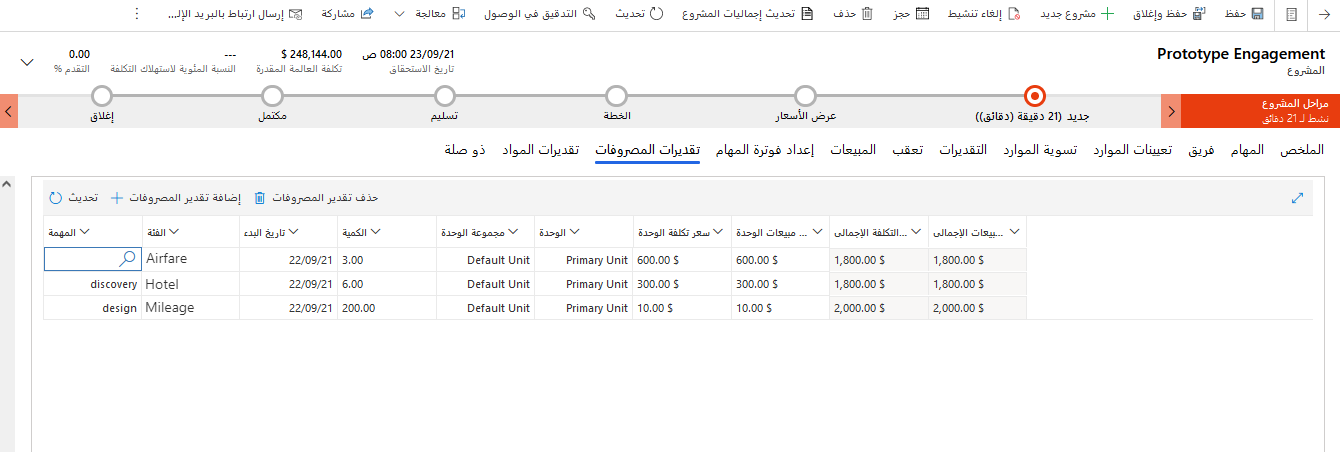 حفظ
حفظ وإغلاق
مشروع جديد
إلغاء تنشيط
حجز
حذف
تحديث إجماليات المشروع
تحديث
التدقيق في الوصول
معالجة
مشاركة
إرسال ارتباط بالبريد الإل...
Prototype Engagement
المشروع
23/09/21 08:00 ص
تاريخ الاستحقاق
248,144.00 $
تكلفة العمالة المقدرة
---
النسبة المئوية لاستهلاك التكلفة
0.00
التقدم %
مراحل المشروع
نشط لـ 21 دقائق
جديد (21 دقيقة (دقائق))
عرض الأسعار
الخطة
تسليم
مكتمل
إغلاق
الملخص المهام فريق تعيينات الموارد تسوية الموارد التقديرات تعقب المبيعات إعداد فوترة المهام تقديرات المصروفات تقديرات المواد ذو صلة
حذف تقدير المصروفات
إضافة تقدير المصروفات
تحديث
المهمة الفئة تاريخ البدء الكمية مجموعة الوحدة الوحدة سعر تكلفة الوحدة ... مبيعات الوحدة ...التكلفة الإجمالى ...بيعات الإجمالى
Airfare 22/09/21 3.00 Default Unit Primary Unit 600.00 $ 600.00 $ 1,800.00 $ 1,800.00 $
discovery Hotel 22/09/21 6.00 Default Unit Primary Unit 300.00 $ 300.00 $ 1,800.00 $ 1,800.00 $
design Mileage 22/09/21 200.00 Default Unit Primary Unit 10.00 $ 10.00 $ 2,000.00 $ 2,000.00 $